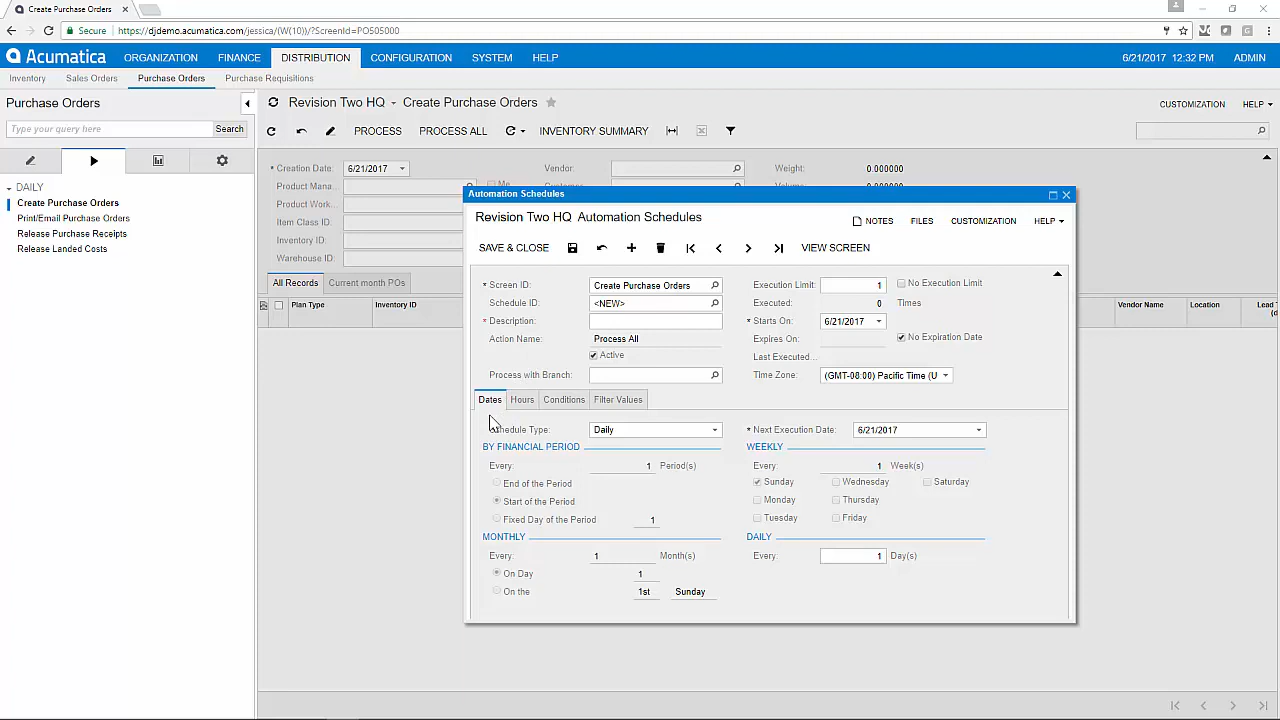 Create Purchase Orders
Secure https://djdemo.acumatica.com/jessica/(W(10))/?ScreenId=PO505000
Acumatica ORGANIZATION FINANCE DISTRIBUTION CONFIGURATION SYSTEM HELP 6/21/2017 12:32 PM ADMIN
Inventory Sales Orders Purchase Orders Purchase Requisitions
Purchase Orders
Revision Two HQ Create Purchase Orders CUSTOMIZATION HELP
Type your query here Search
PROCESS PROCESS ALL INVENTORY SUMMARY
DAILY
Create Purchase Orders
Print/Email Purchase Orders
Release Purchase Receipts
Release Landed Costs
* Creation Date: 6/21/2017 Vendor: Weight: 0.000000
Product Mana... Me
Product Work...
Item Class ID:
Inventory ID:
Warehouse ID:
All Records Current month POs
Plan Type Inventory ID Vendor Name Location Lead
Automation Schedules
Revision Two HQ Automation Schedules NOTES FILES CUSTOMIZATION HELP
SAVE & CLOSE VIEW SCREEN
* Screen ID: Create Purchase Orders Execution Limit: 1 No Execution Limit
Schedule ID: <NEW> Executed: 0 Times
* Description: * Starts On: 6/21/2017
Action Name: Process All Expires On: No Expiration Date
Active Last Executed...
Process with Branch: Time Zone: (GMT-08:00) Pacific Time (U
Dates Hours Conditions Filter Values
Schedule Type: Daily * Next Execution Date: 6/21/2017
BY FINANCIAL PERIOD WEEKLY
Every: 1 Period(s) Every: 1 Week(s)
End of the Period Sunday Wednesday Saturday
Start of the Period Monday Thursday
Fixed Day of the Period 1 Tuesday Friday
MONTHLY DAILY
Every: 1 Month(s) Every: 1 Day(s)
On Day 1
On the 1st Sunday